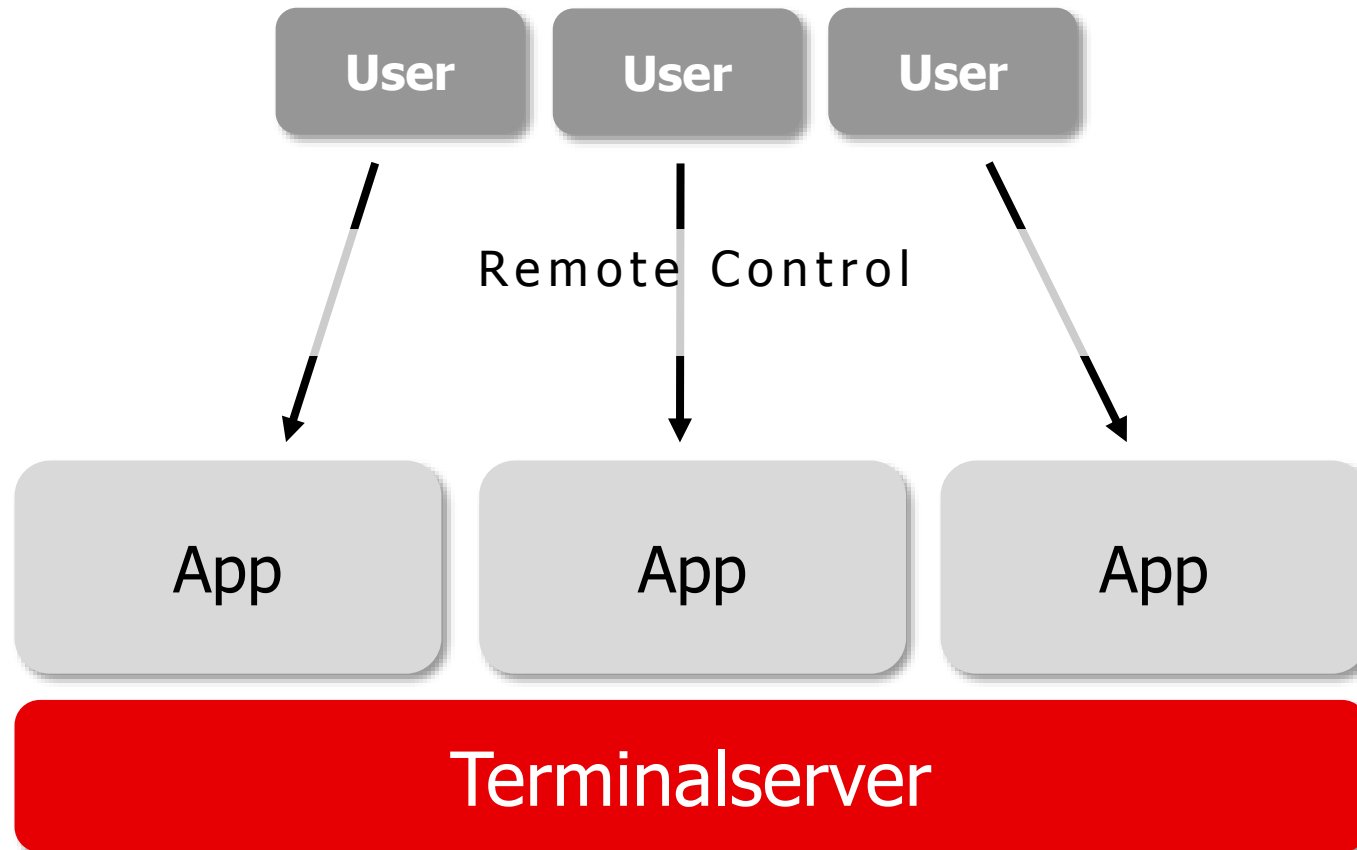 User User User
Remote Control
App App App
Terminalserver